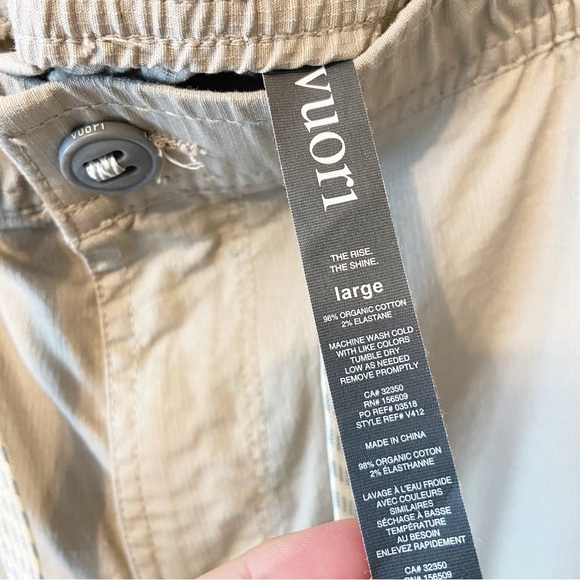 vuori
vuori
THE RISE.
THE SHINE.
large
98% ORGANIC COTTON
2% ELASTANE
MACHINE WASH COLD
WITH LIKE COLORS
TUMBLE DRY
LOW AS NEEDED
REMOVE PROMPTLY
CA# 32350
RN# 156509
PO REF# 03518
STYLE REF# V412
MADE IN CHINA
98% ORGANIC COTTON
2% ÉLASTHANNE
LAVAGE À L'EAU FROIDE
AVEC COULEURS
SIMILAIRES
SÉCHAGE À BASSE
TEMPÉRATURE
AU BESOIN
ENLEVEZ RAPIDEMENT
CA# 32350
RN# 156509